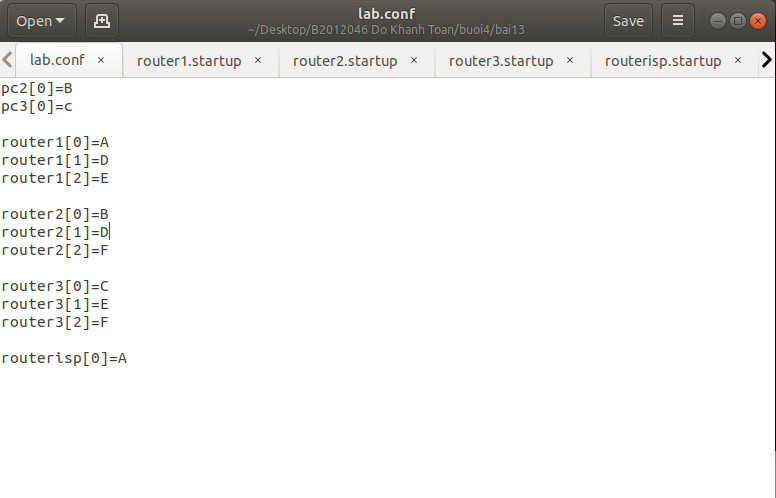 Open
lab.conf
~/Desktop/B2012046 Do Khanh Toan/buoi4/bai13
Save
lab.conf ×
router1.startup ×
router2.startup ×
router3.startup ×
routerisp.startup ×
pc2[0]=B
pc3[0]=c
router1[0]=A
router1[1]=D
router1[2]=E
router2[0]=B
router2[1]=D
router2[2]=F
router3[0]=C
router3[1]=E
router3[2]=F
routerisp[0]=A